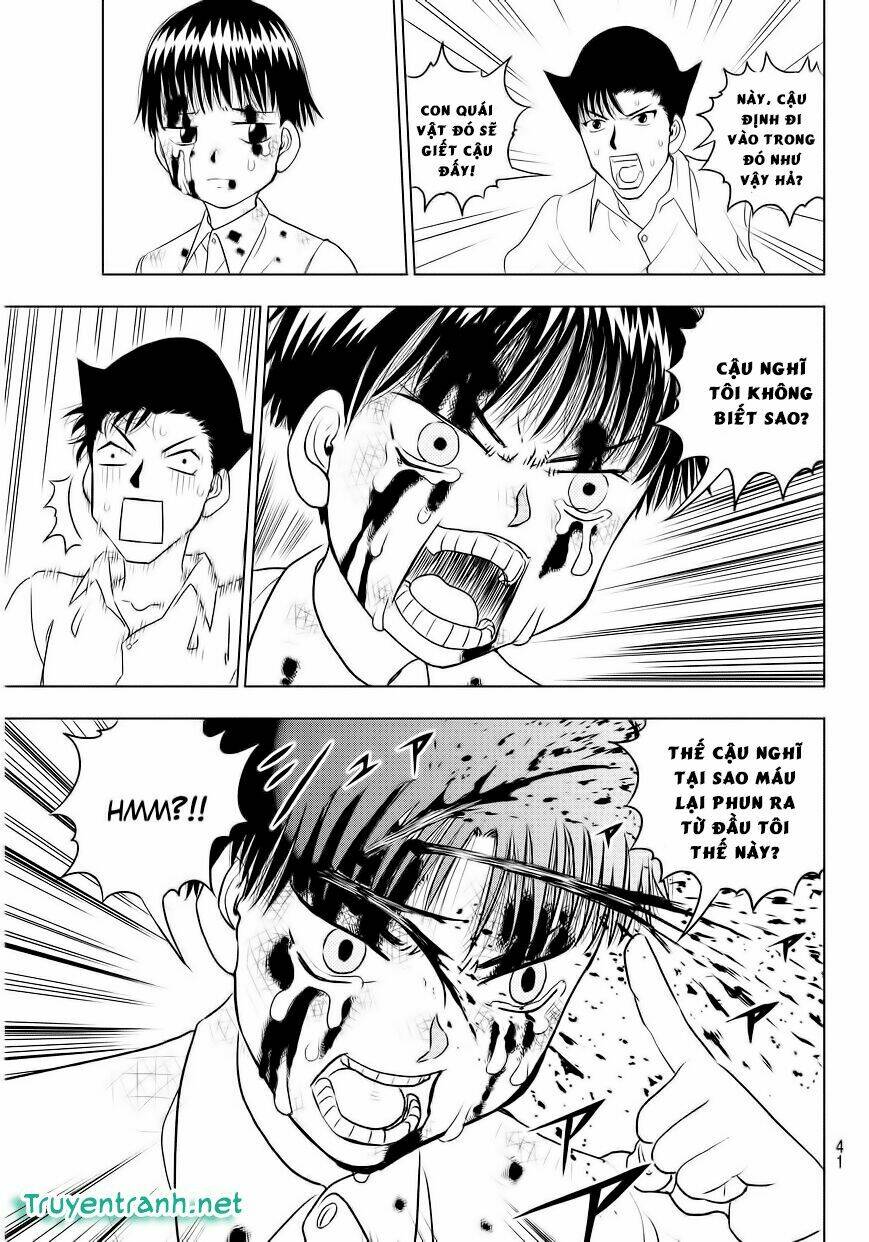 NÀY, CẬU
ĐỊNH ĐI
VÀO TRONG
ĐÓ NHƯ
VẬY HẢ?
CON QUÁI
VẬT ĐÓ SẼ
GIẾT CẬU
ĐẤY!
CẬU NGHĨ
TÔI KHÔNG
BIẾT SAO?
THẾ CẬU NGHĨ
TẠI SAO MÁU
LẠI PHUN RA
TỪ ĐẦU TÔI
THẾ NÀY?
HMM?!!
41
Truyentranh.net